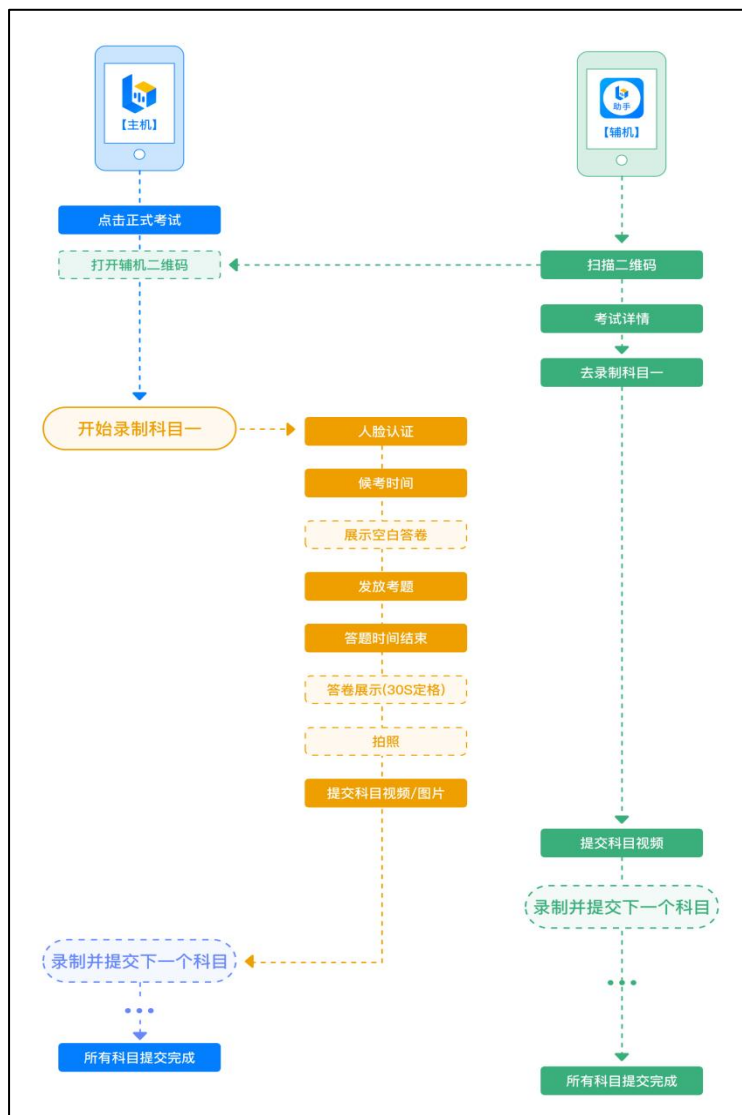 【主机】
助手
【辅机】
点击正式考试
打开辅机二维码
扫描二维码
考试详情
去录制科目一
开始录制科目一
人脸认证
候考时间
展示空白答卷
发放考题
答题时间结束
答卷展示(30S定格)
拍照
提交科目视频/图片
提交科目视频
录制并提交下一个科目
录制并提交下一个科目
所有科目提交完成
所有科目提交完成